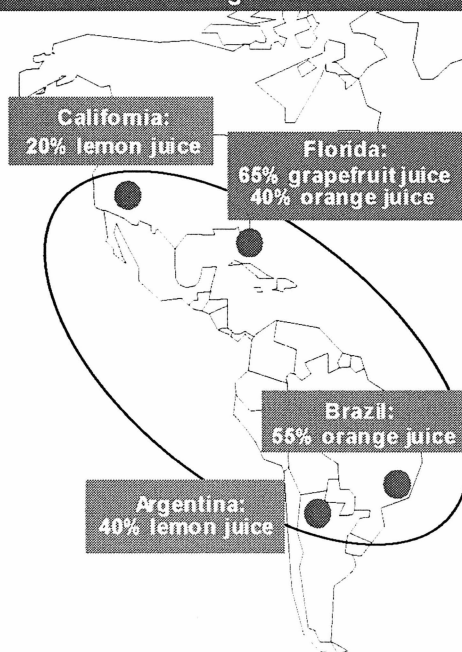 California:
20% lemon juice
Florida:
65% grapefruit juice
40% orange juice
Brazil:
55% orange juice
Argentina:
40% lemon juice